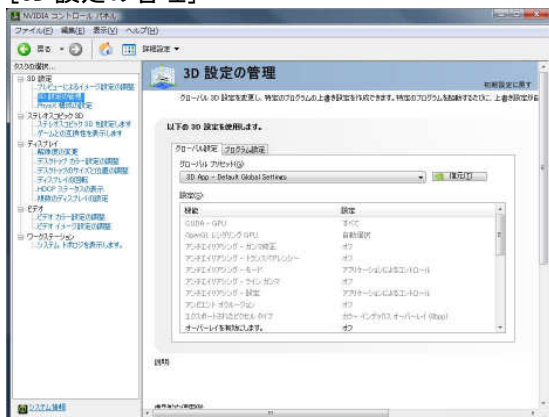 [3D 設定の管理]
NVIDIA コントロール パネル
ファイル(F) 編集(E) 表示(V) ヘルプ(H)
戻る
詳細設定
タスクの選択...
3D 設定
プレビューによるイメージ設定の調整
3D 設定の管理
PhysX 構成の設定
ステレオスコピック 3D
ステレオスコピック 3D を設定します
ゲームとの互換性を表示します
ディスプレイ
解像度の変更
デスクトップ カラー設定の調整
デスクトップのサイズと位置の調整
ディスプレイの回転
HDCP ステータスの表示
複数のディスプレイの設定
ビデオ
ビデオ カラー設定の調整
ビデオ イメージ設定の調整
ワークステーション
システム トポロジを表示します。
システム情報
3D 設定の管理
初期設定に戻す
グローバル 3D 設定を変更し、特定のプログラムの上書き設定を作成できます。特定のプログラムを起動するたびに、上書き設定が自
以下の 3D 設定を使用します。
グローバル設定 プログラム設定
グローバル プリセット(G)
3D App - Default Global Settings
復元(T)
設定(S):
機能 設定
CUDA - GPU すべて
OpenGL レンダリング GPU 自動選択
アンチエイリアシング - ガンマ修正 オフ
アンチエイリアシング - トランスペアレンシー オフ
アンチエイリアシング - モード アプリケーションによるコントロール
アンチエイリアシング - ライン ガンマ オフ
アンチエイリアシング - 設定 アプリケーションによるコントロール
アンビエント オクルージョン オフ
エクスポートされたピクセル タイプ カラー インデックス オーバーレイ (8bpp)
オーバーレイを有効にします。 オフ
説明: